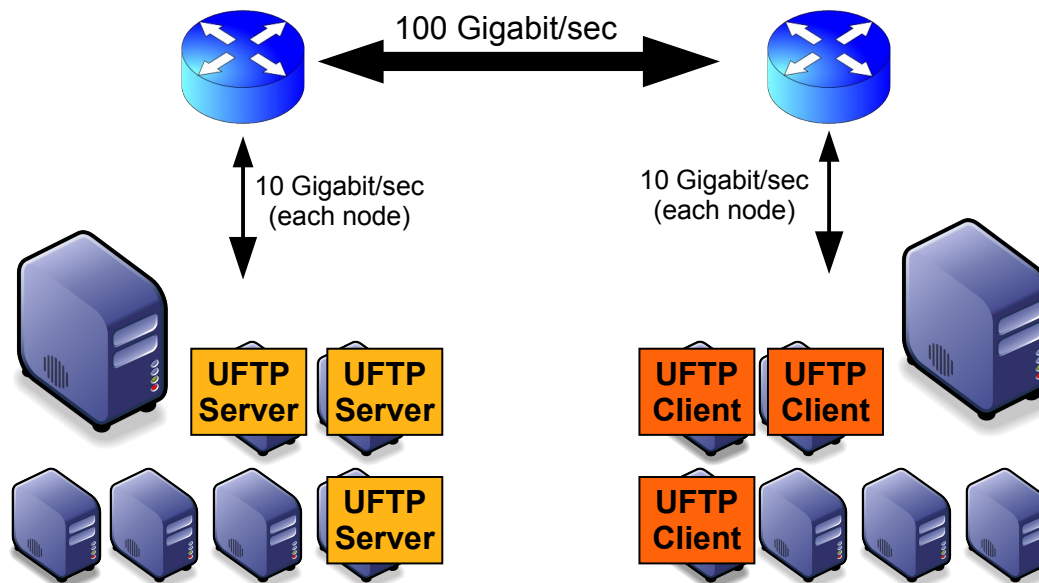 100 Gigabit/sec
10 Gigabit/sec
(each node)
10 Gigabit/sec
(each node)
UFTP
Server
UFTP
Server
UFTP
Client
UFTP
Client
UFTP
Server
UFTP
Client